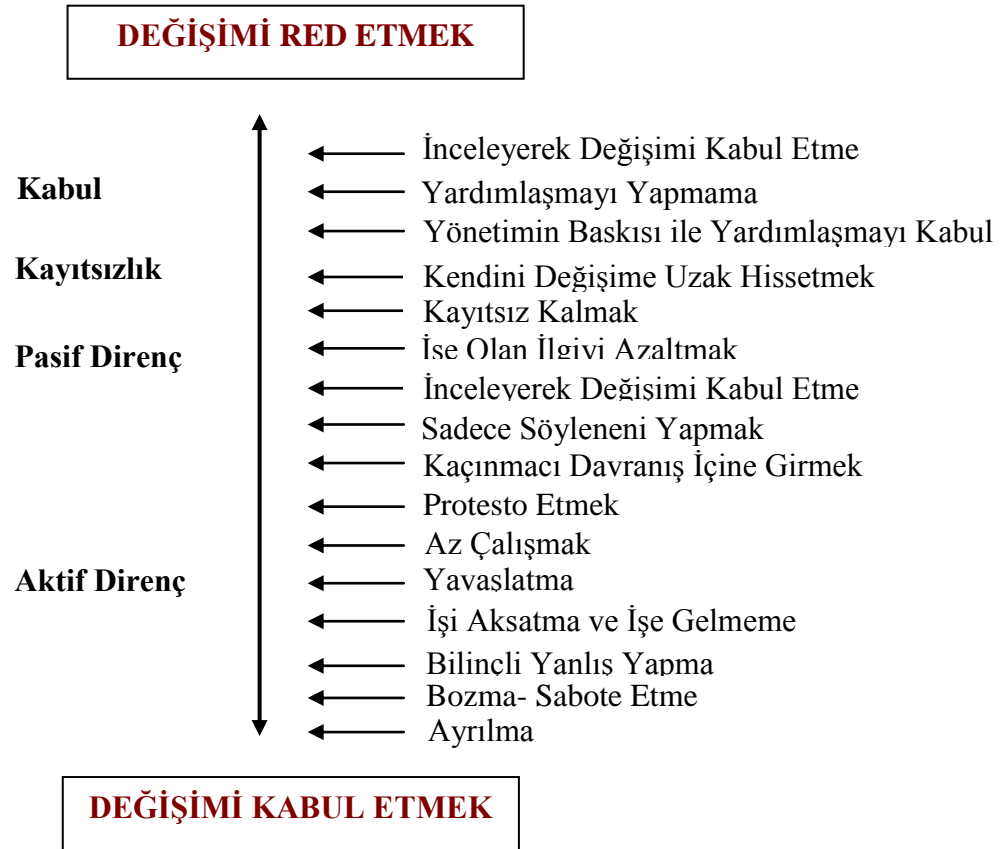 DEĞİŞİMİ RED ETMEK
İnceleyerek Değişimi Kabul Etme
Kabul
Yardımlaşmayı Yapmama
Yönetimin Baskısı ile Yardımlaşmayı Kabul
Kayıtsızlık
Kendini Değişime Uzak Hissetmek
Kayıtsız Kalmak
Pasif Direnç
İşe Olan İlgiyi Azaltmak
İnceleyerek Değişimi Kabul Etme
Sadece Söyleneni Yapmak
Kaçınmacı Davranış İçine Girmek
Protesto Etmek
Az Çalışmak
Aktif Direnç
Yavaşlatma
İşi Aksatma ve İşe Gelmeme
Bilinçli Yanlış Yapma
Bozma- Sabote Etme
Ayrılma
DEĞİŞİMİ KABUL ETMEK